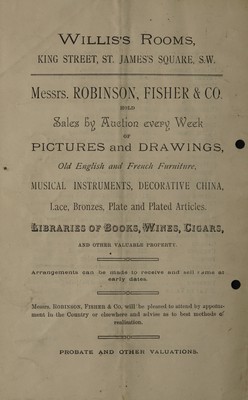 WILLIS'S ROOMS,
KING STREET, ST. JAMES'S SQUARE, S.W.
Messrs. ROBINSON, FISHER & CO.
HOLD
Sales by Auction every Week
OF
PICTURES and DRAWINGS,
Old English and French Furniture,
MUSICAL INSTRUMENTS, DECORATIVE CHINA,
Lace, Bronzes, Plate and Plated Articles.
LIBRARIES OF BOOKS, WINES, CIGARS,
AND OTHER VALUABLE PROPERTY.
Arrangements can be made to receive and sell same at
early dates.
Messrs. ROBINSON, FISHER & Co. will be pleased to attend by appoint-
ment in the Country or elsewhere and advise as to best methods of
realisation.
PROBATE AND OTHER VALUATIONS.